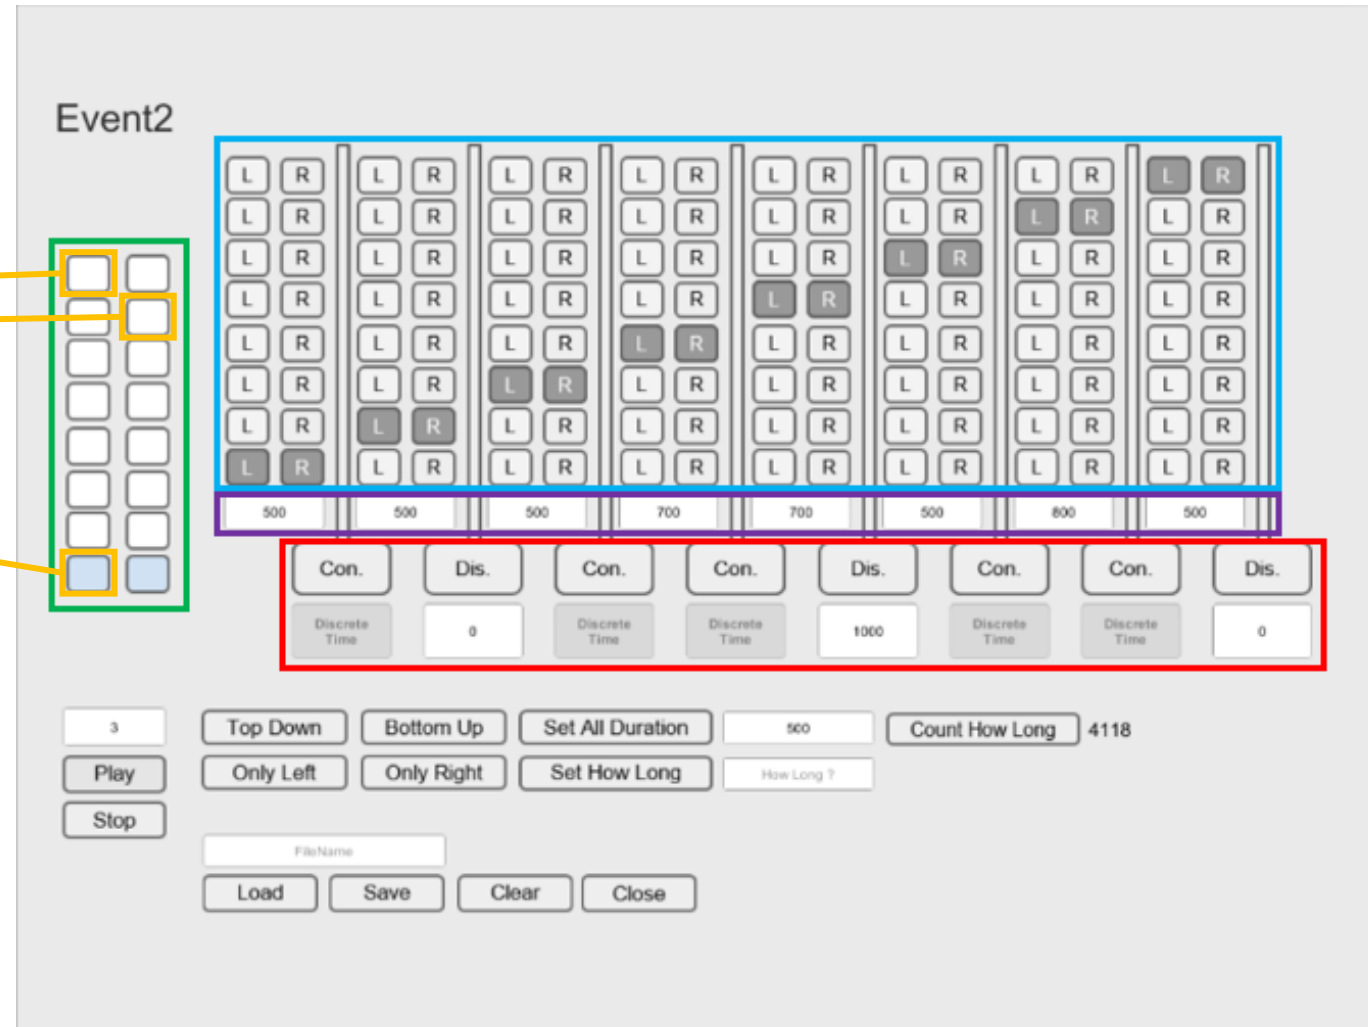 Event2
L R L R L R L R L R L R L R L R
L R L R L R L R L R L R L R L R
L R L R L R L R L R L R L R L R
L R L R L R L R L R L R L R L R
L R L R L R L R L R L R L R L R
L R L R L R L R L R L R L R L R
L R L R L R L R L R L R L R L R
L R L R L R L R L R L R L R L R
500 500 500 700 700 500 800 500
Con. Dis. Con. Con. Dis. Con. Con. Dis.
Discrete Time 0 Discrete Time Discrete Time 1000 Discrete Time Discrete Time 0
3 Top Down Bottom Up Set All Duration 500 Count How Long 4118
Play Only Left Only Right Set How Long How Long ?
Stop
FileName
Load Save Clear Close